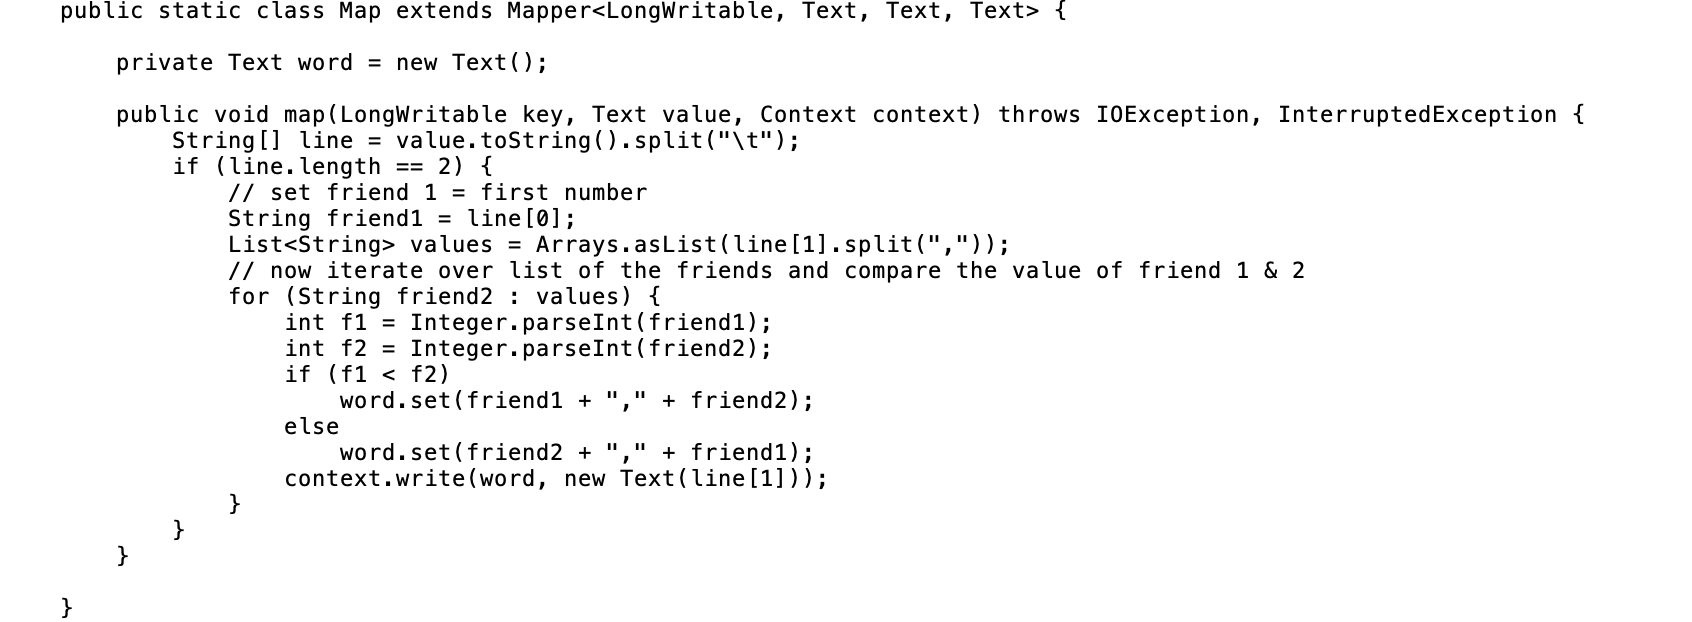 public static class Map extends Mapper<LongWritable, Text, Text, Text> {
private Text word = new Text();
public void map(LongWritable key, Text value, Context context) throws IOException, InterruptedException {
String[] line = value.toString().split("\t");
if (line.length == 2) {
// set friend 1 = first number
String friend1 = line[0];
List<String> values = Arrays.asList(line[1].split(","));
// now iterate over list of the friends and compare the value of friend 1 & 2
for (String friend2 : values) {
int f1 = Integer.parseInt(friend1);
int f2 = Integer.parseInt(friend2);
if (f1 < f2)
word.set(friend1 + "," + friend2);
else
word.set(friend2 + "," + friend1);
context.write(word, new Text(line[1]));
}
}
}
}